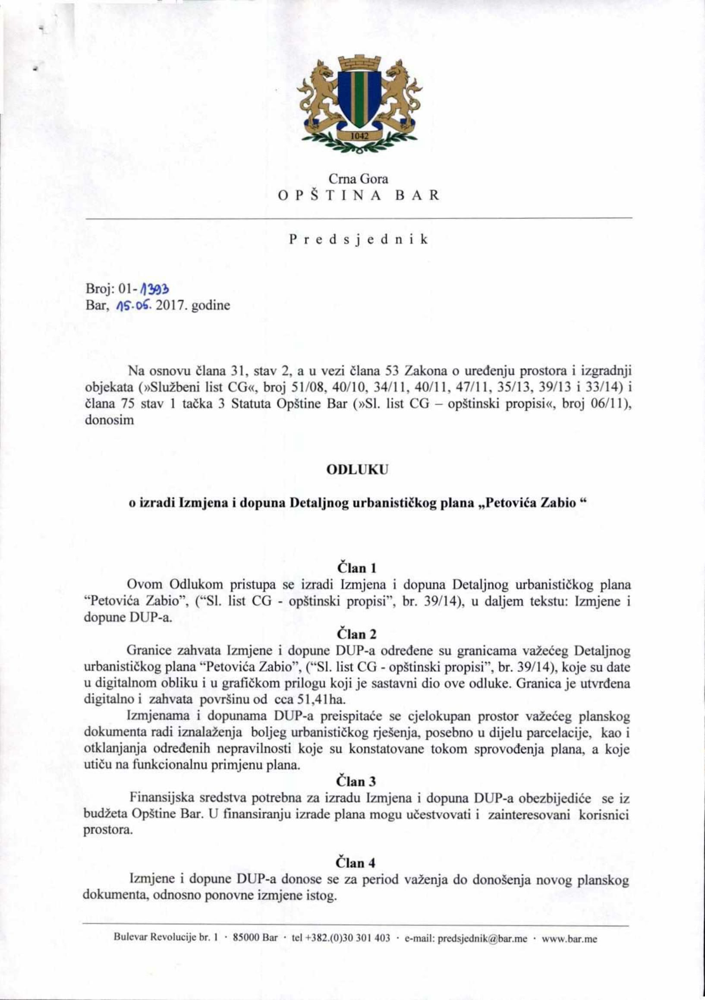 1042
Crna Gora
OPŠTINA BAR
Predsjednik
Broj: 01-1393
Bar, 15.05. 2017. godine
Na osnovu člana 31, stav 2, a u vezi člana 53 Zakona o uređenju prostora i izgradnji
objekata (»Službeni list CG«, broj 51/08, 40/10, 34/11, 40/11, 47/11, 35/13, 39/13 i 33/14) i
člana 75 stav 1 tačka 3 Statuta Opštine Bar (»Sl. list CG – opštinski propisi«, broj 06/11),
donosim
ODLUKU
o izradi Izmjena i dopuna Detaljnog urbanističkog plana „Petovića Zabio “
Član 1
Ovom Odlukom pristupa se izradi Izmjena i dopuna Detaljnog urbanističkog plana
“Petovića Zabio”, (“Sl. list CG - opštinski propisi”, br. 39/14), u daljem tekstu: Izmjene i
dopune DUP-a.
Član 2
Granice zahvata Izmjene i dopune DUP-a određene su granicama važećeg Detaljnog
urbanističkog plana “Petovića Zabio”, (“Sl. list CG - opštinski propisi”, br. 39/14), koje su date
u digitalnom obliku i u grafičkom prilogu koji je sastavni dio ove odluke. Granica je utvrđena
digitalno i zahvata površinu od cca 51,41ha.
Izmjenama i dopunama DUP-a preispitaće se cjelokupan prostor važećeg planskog
dokumenta radi iznalaženja boljeg urbanističkog rješenja, posebno u dijelu parcelacije, kao i
otklanjanja određenih nepravilnosti koje su konstatovane tokom sprovođenja plana, a koje
utiču na funkcionalnu primjenu plana.
Član 3
Finansijska sredstva potrebna za izradu Izmjena i dopuna DUP-a obezbijediće se iz
budžeta Opštine Bar. U finansiranju izrade plana mogu učestvovati i zainteresovani korisnici
prostora.
Član 4
Izmjene i dopune DUP-a donose se za period važenja do donošenja novog planskog
dokumenta, odnosno ponovne izmjene istog.
Bulevar Revolucije br. 1 · 85000 Bar · tel +382.(0)30 301 403 · e-mail: predsjednik@bar.me · www.bar.me